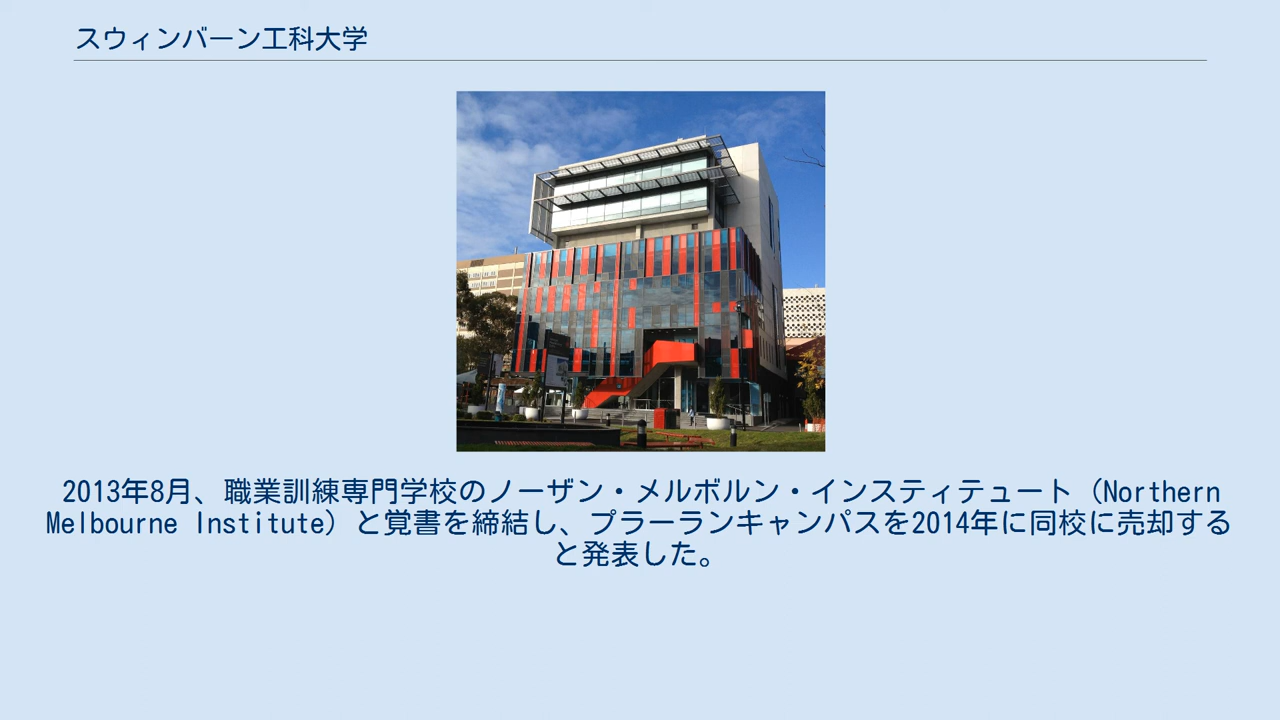 スウィンバーン工科大学
2013年8月、職業訓練専門学校のノーザン・メルボルン・インスティテュート（Northern
Melbourne Institute）と覚書を締結し、プラーランキャンパスを2014年に同校に売却する
と発表した。